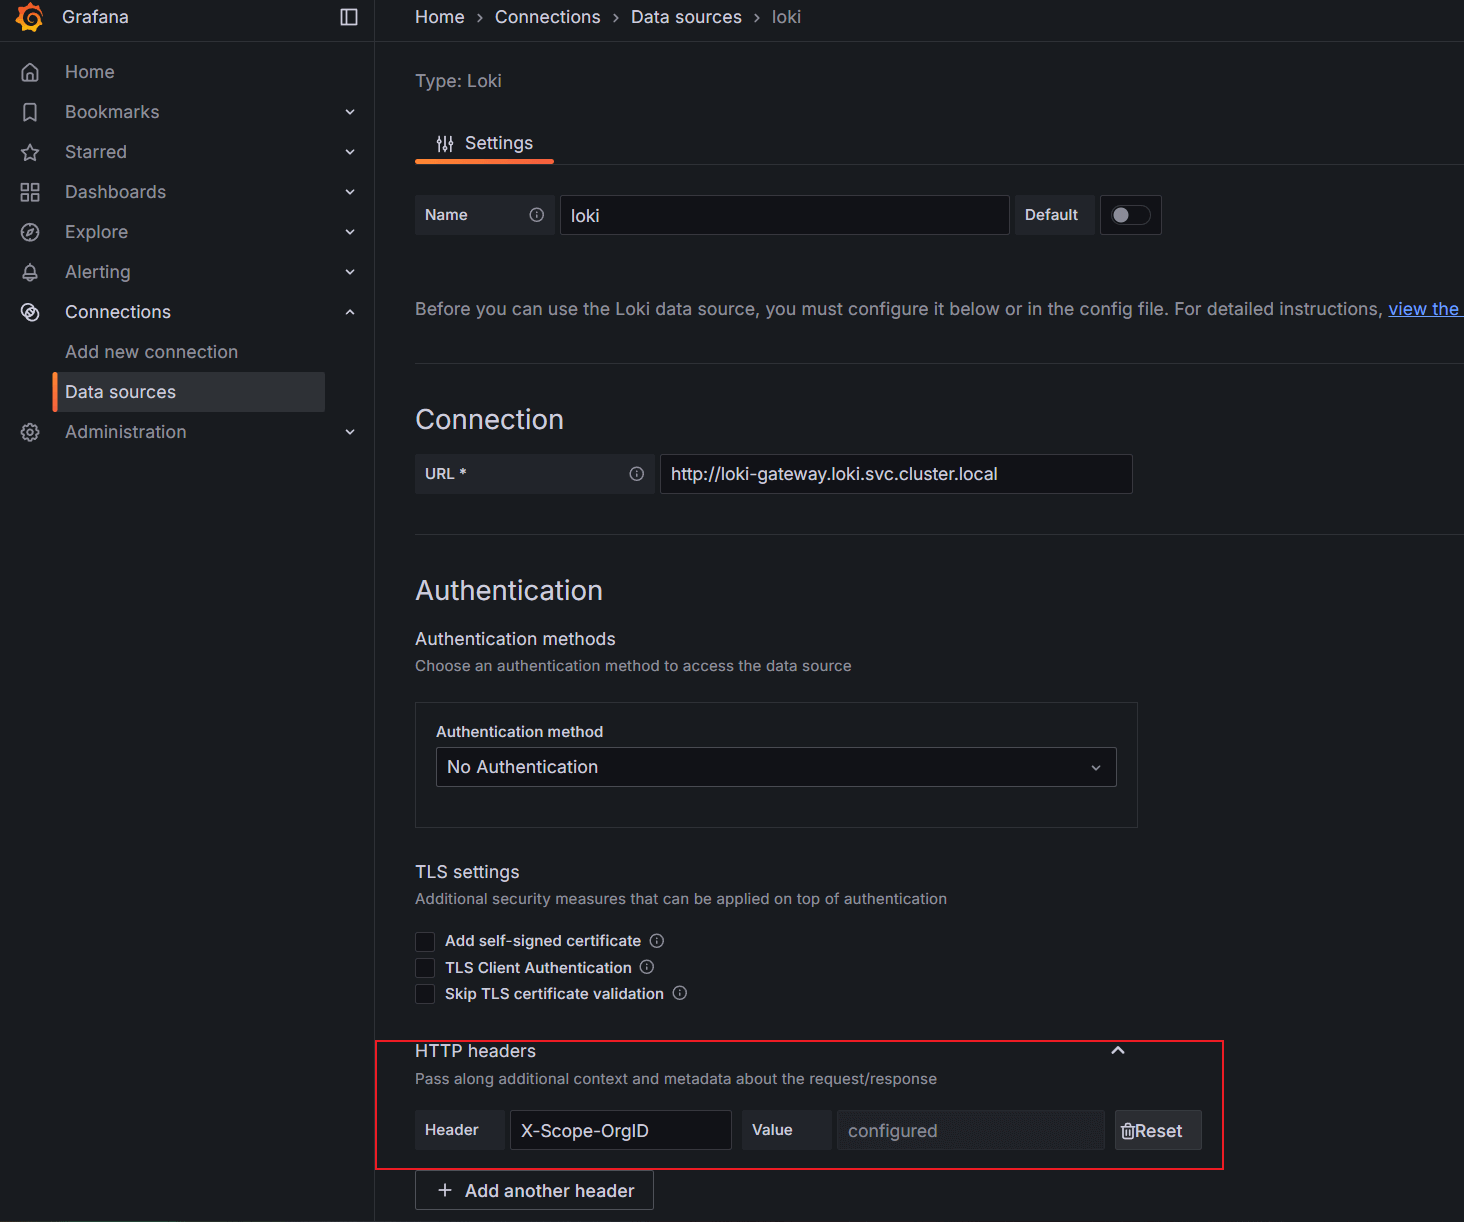 Grafana
Home › Connections › Data sources › loki
Home
Bookmarks
Starred
Dashboards
Explore
Alerting
Connections
Add new connection
Data sources
Administration
Type: Loki
Settings
Name
loki
Default
Before you can use the Loki data source, you must configure it below or in the config file. For detailed instructions, view the
Connection
URL *
http://loki-gateway.loki.svc.cluster.local
Authentication
Authentication methods
Choose an authentication method to access the data source
Authentication method
No Authentication
TLS settings
Additional security measures that can be applied on top of authentication
Add self-signed certificate
TLS Client Authentication
Skip TLS certificate validation
HTTP headers
Pass along additional context and metadata about the request/response
Header
X-Scope-OrgID
Value
configured
Reset
Add another header